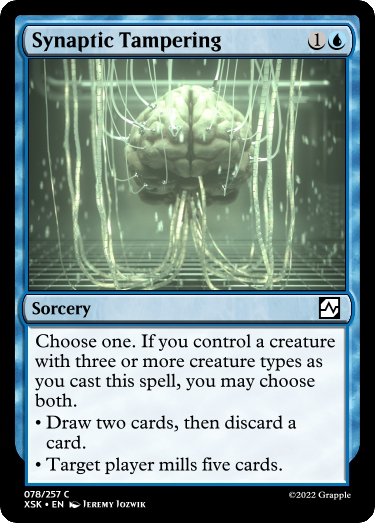 Synaptic Tampering 1
Sorcery
Choose one. If you control a creature
with three or more creature types as
you cast this spell, you may choose
both.
• Draw two cards, then discard a
card.
• Target player mills five cards.
078/257 C
XSK • EN Jeremy Jozwik
©2022 Grapple